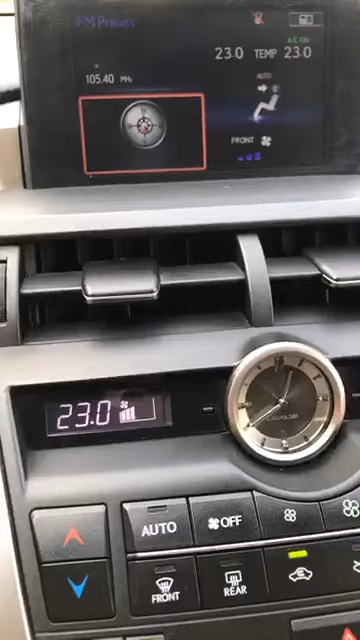 FM Presets
A/C ON
23.0 TEMP 23.0
105.40 MHz
AUTO
FRONT
23.0
LEXUS
AUTO
OFF
FRONT
REAR